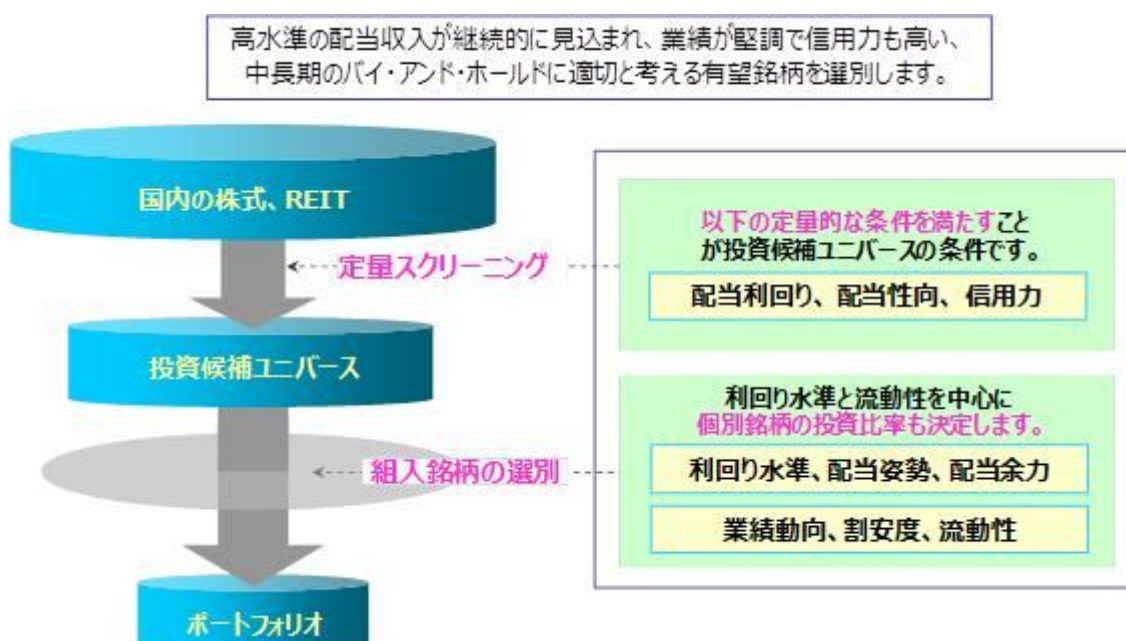 高水準の配当収入が継続的に見込まれ、業績が堅調で信用力も高い、
中長期のバイ・アンド・ホールドに適切と考える有望銘柄を選別します。
国内の株式、REIT
定量スクリーニング
以下の定量的な条件を満たすこと
が投資候補ユニバースの条件です。
配当利回り、配当性向、信用力
投資候補ユニバース
利回り水準と流動性を中心に
個別銘柄の投資比率も決定します。
組入銘柄の選別
利回り水準、配当姿勢、配当余力
業績動向、割安度、流動性
ポートフォリオ